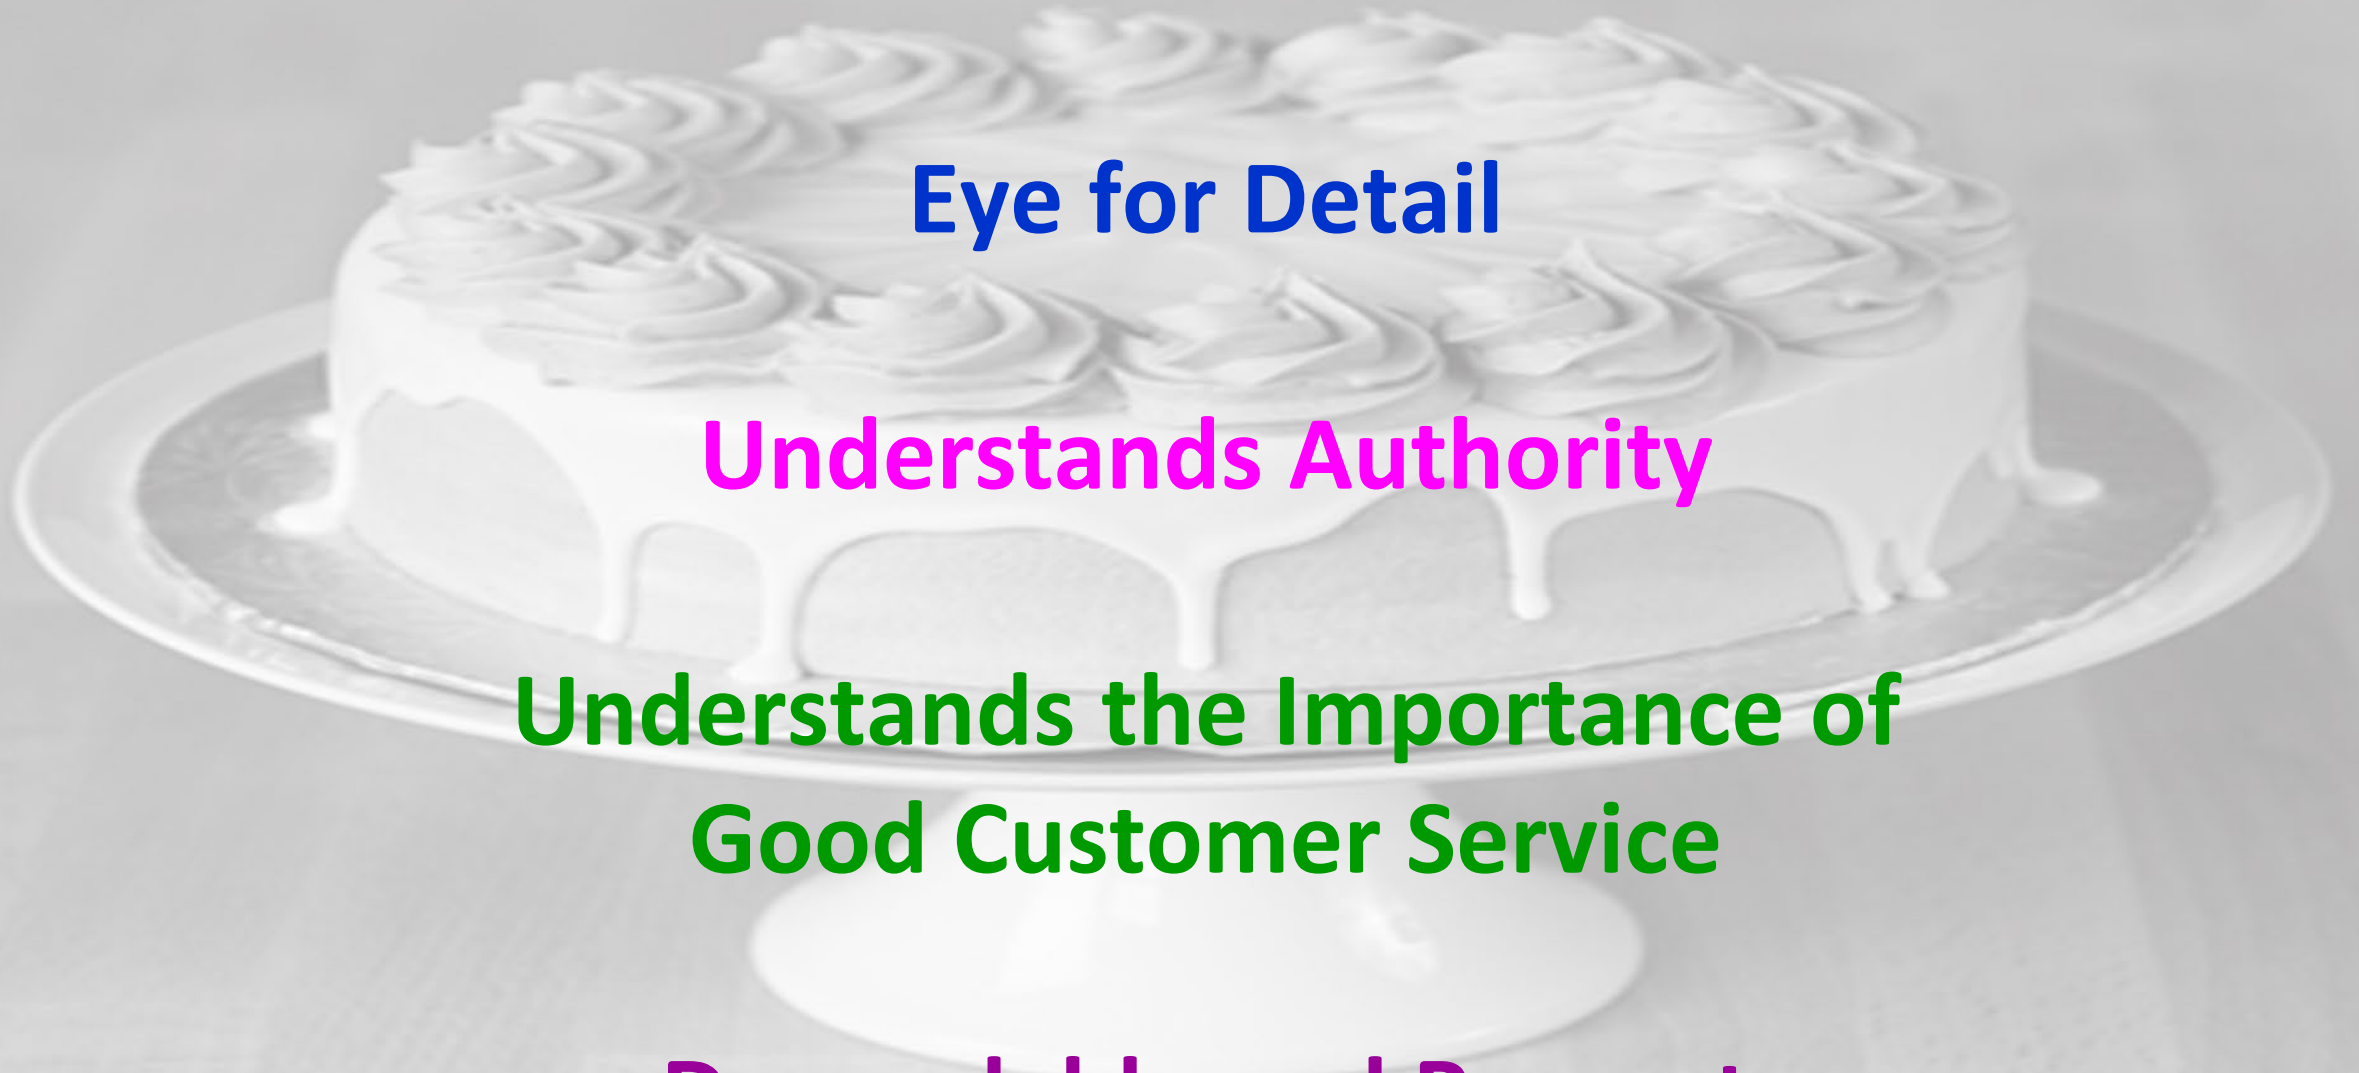 Eye for Detail
Understands Authority
Understands the Importance of
Good Customer Service